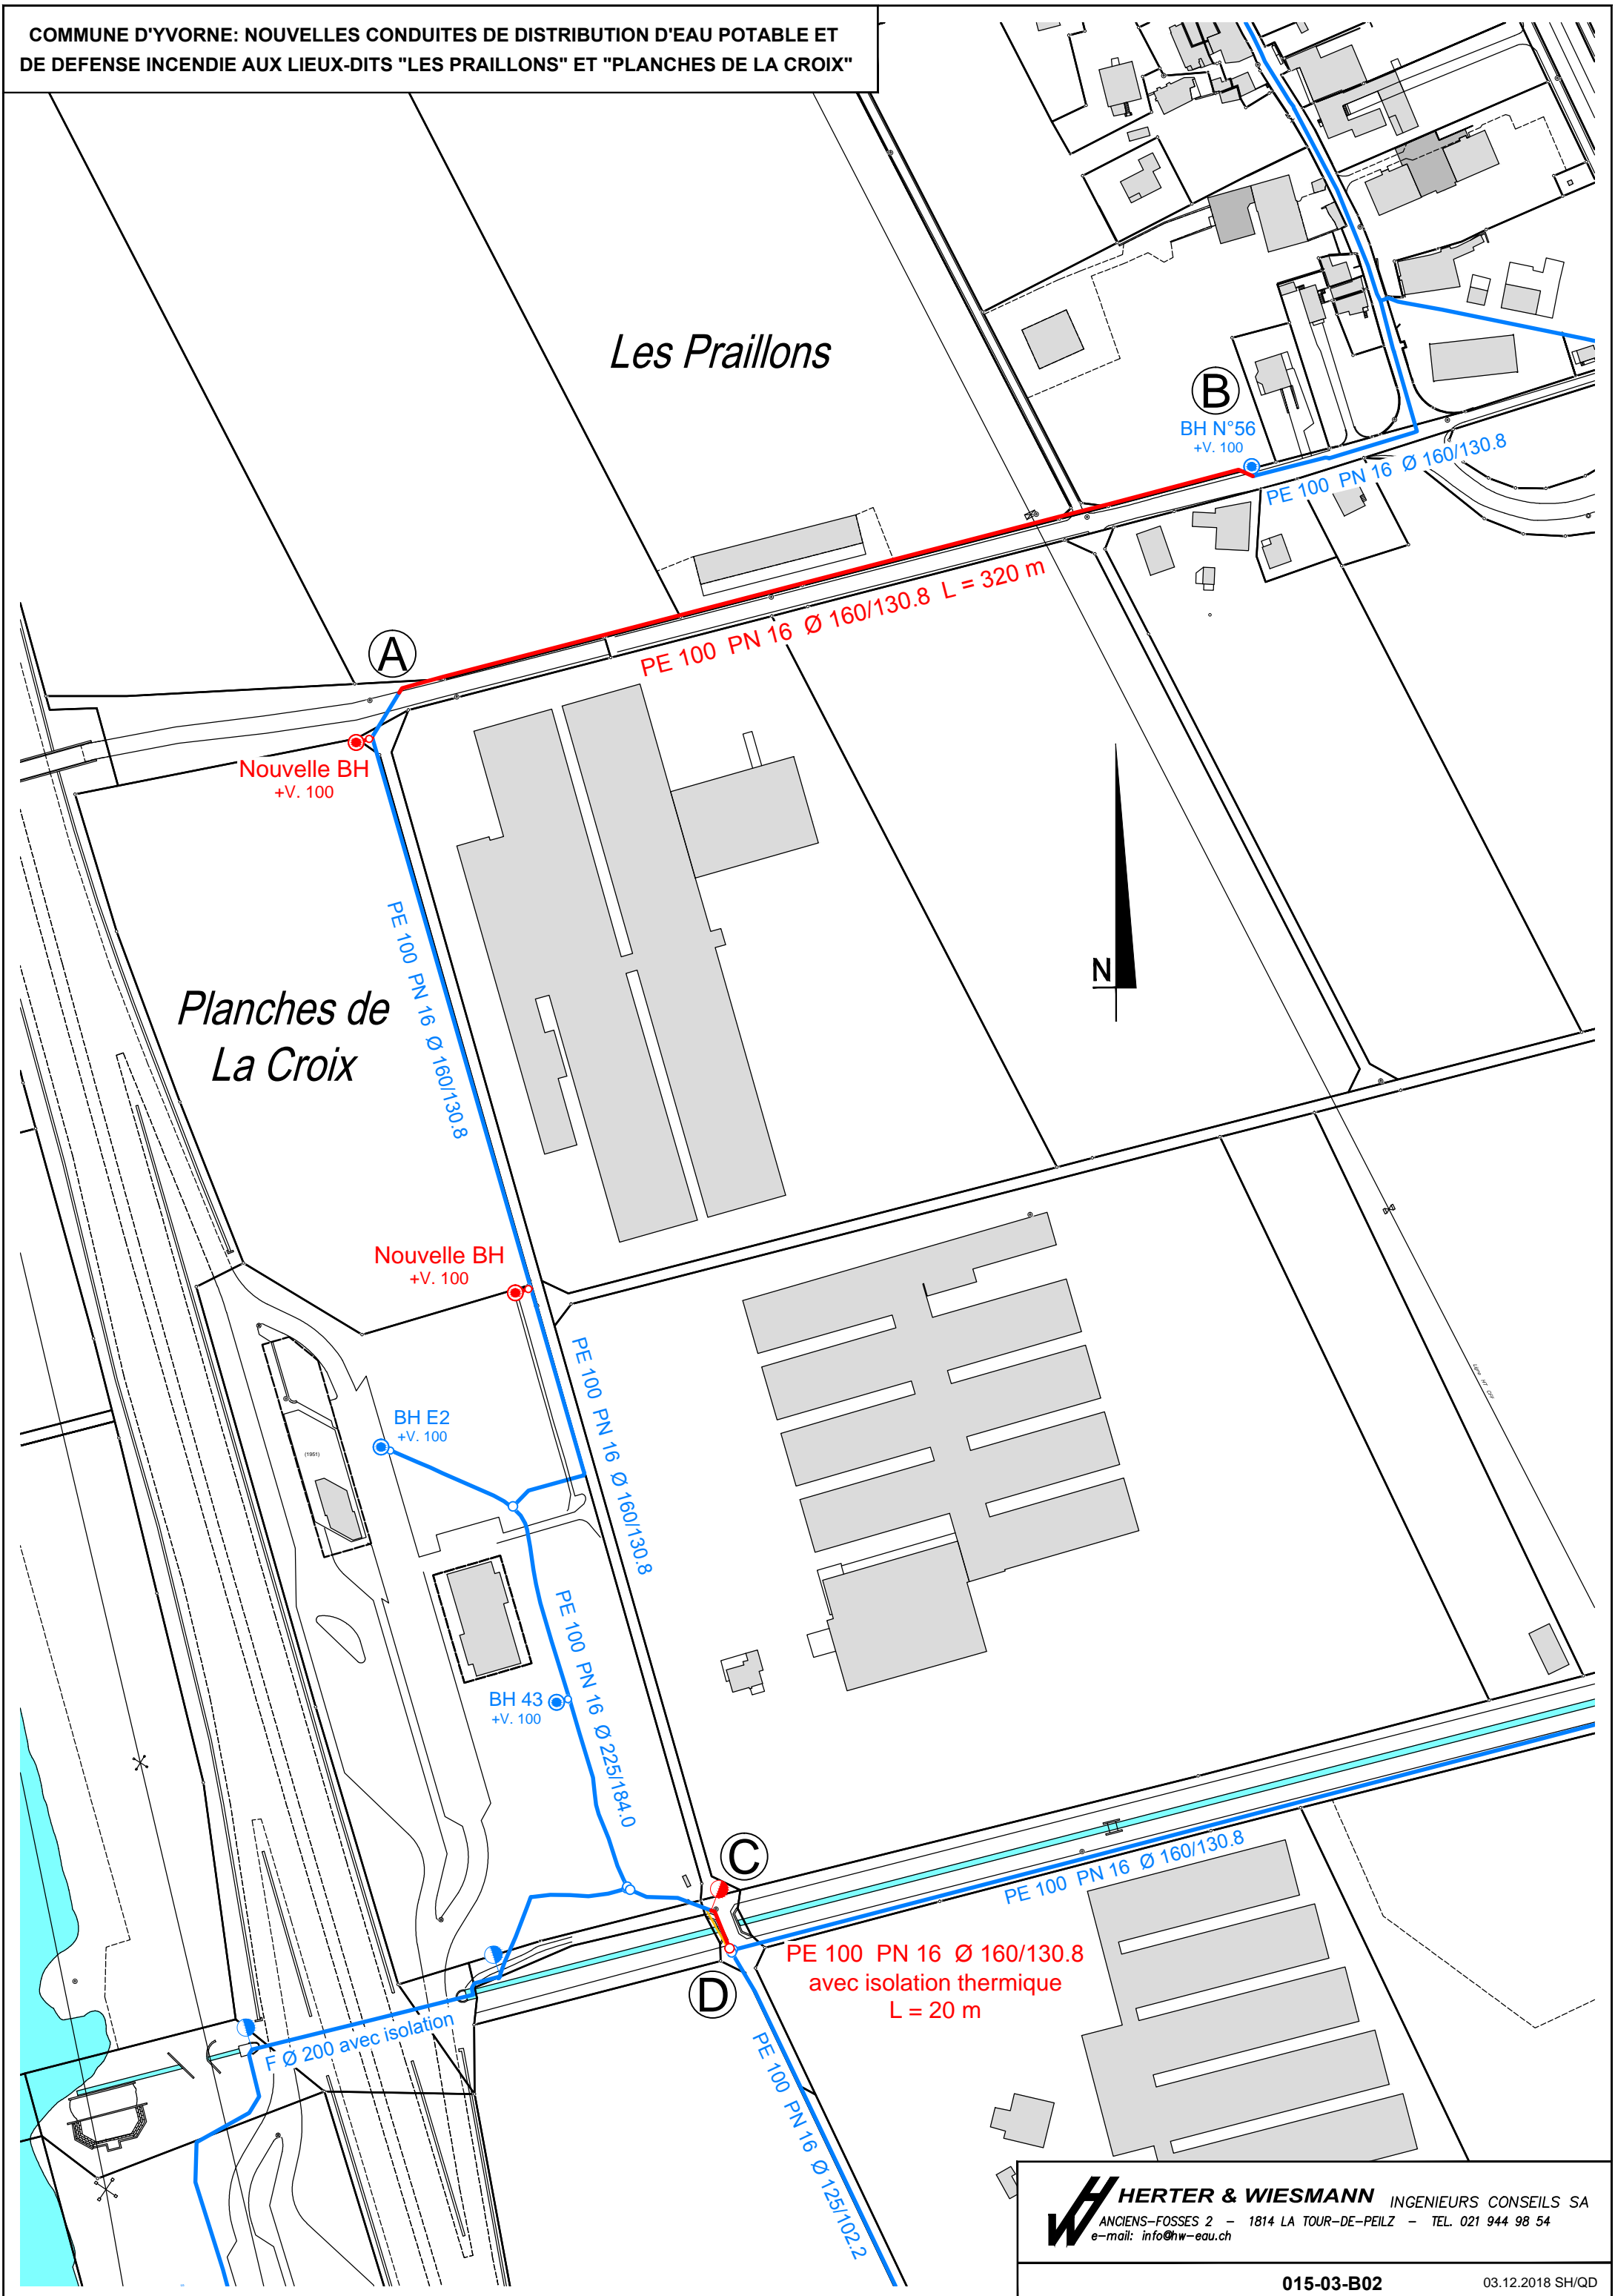 COMMUNE D'YVORNE: NOUVELLES CONDUITES DE DISTRIBUTION D'EAU POTABLE ET
DE DEFENSE INCENDIE AUX LIEUX-DITS "LES PRAILLONS" ET "PLANCHES DE LA CROIX"
Les Praillons
B
BH N°56
+V. 100
PE 100 PN 16 Ø 160/130.8
PE 100 PN 16 Ø 160/130.8 L = 320 m
A
Nouvelle BH
+V. 100
PE 100 PN 16 Ø 160/130.8
N
Planches de
La Croix
Nouvelle BH
+V. 100
PE 100 PN 16 Ø 160/130.8
Ligne HT CFF
BH E2
+V. 100
(1951)
PE 100 PN 16 Ø 225/184.0
BH 43
+V. 100
C
PE 100 PN 16 Ø 160/130.8
PE 100 PN 16 Ø 160/130.8
avec isolation thermique
L = 20 m
D
F Ø 200 avec isolation
PE 100 PN 16 Ø 125/102.2
HW
HERTER & WIESMANN INGENIEURS CONSEILS SA
ANCIENS-FOSSES 2 - 1814 LA TOUR-DE-PEILZ - TEL. 021 944 98 54
e-mail: info@hw-eau.ch
015-03-B02 03.12.2018 SH/QD